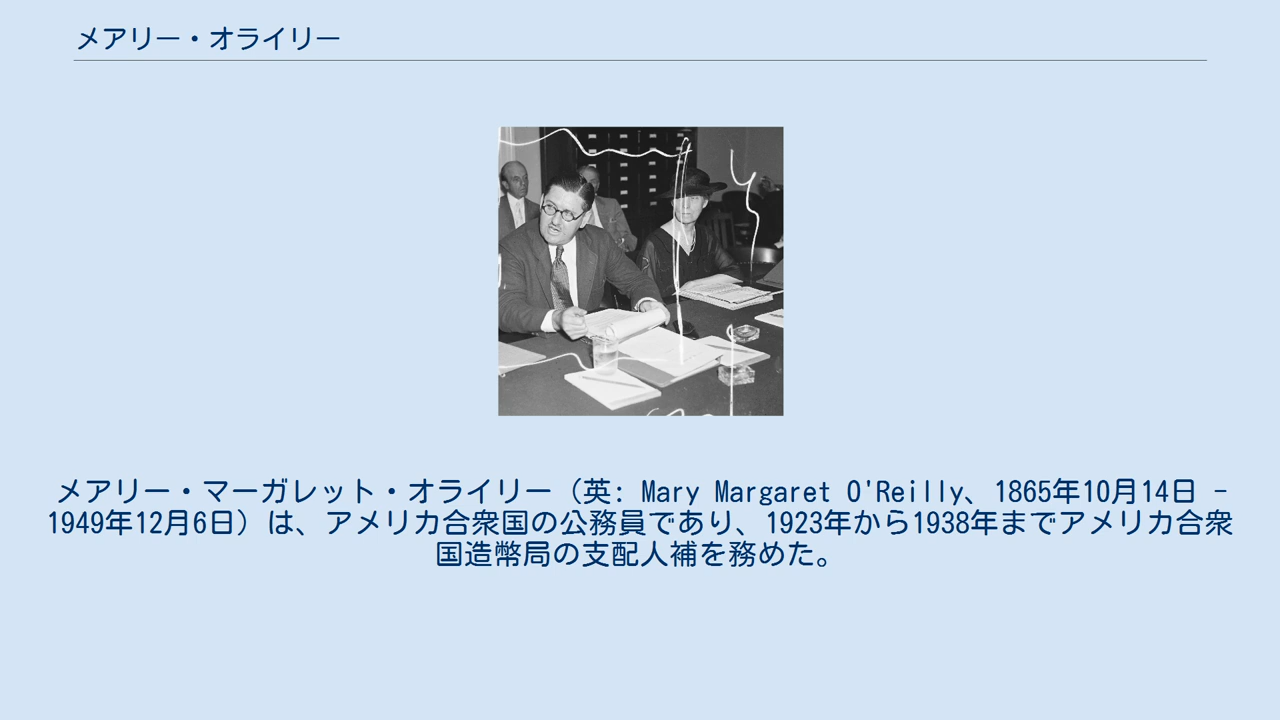 メアリー・オライリー
メアリー・マーガレット・オライリー（英: Mary Margaret O'Reilly、1865年10月14日 -
1949年12月6日）は、アメリカ合衆国の公務員であり、1923年から1938年までアメリカ合衆
国造幣局の支配人補を務めた。